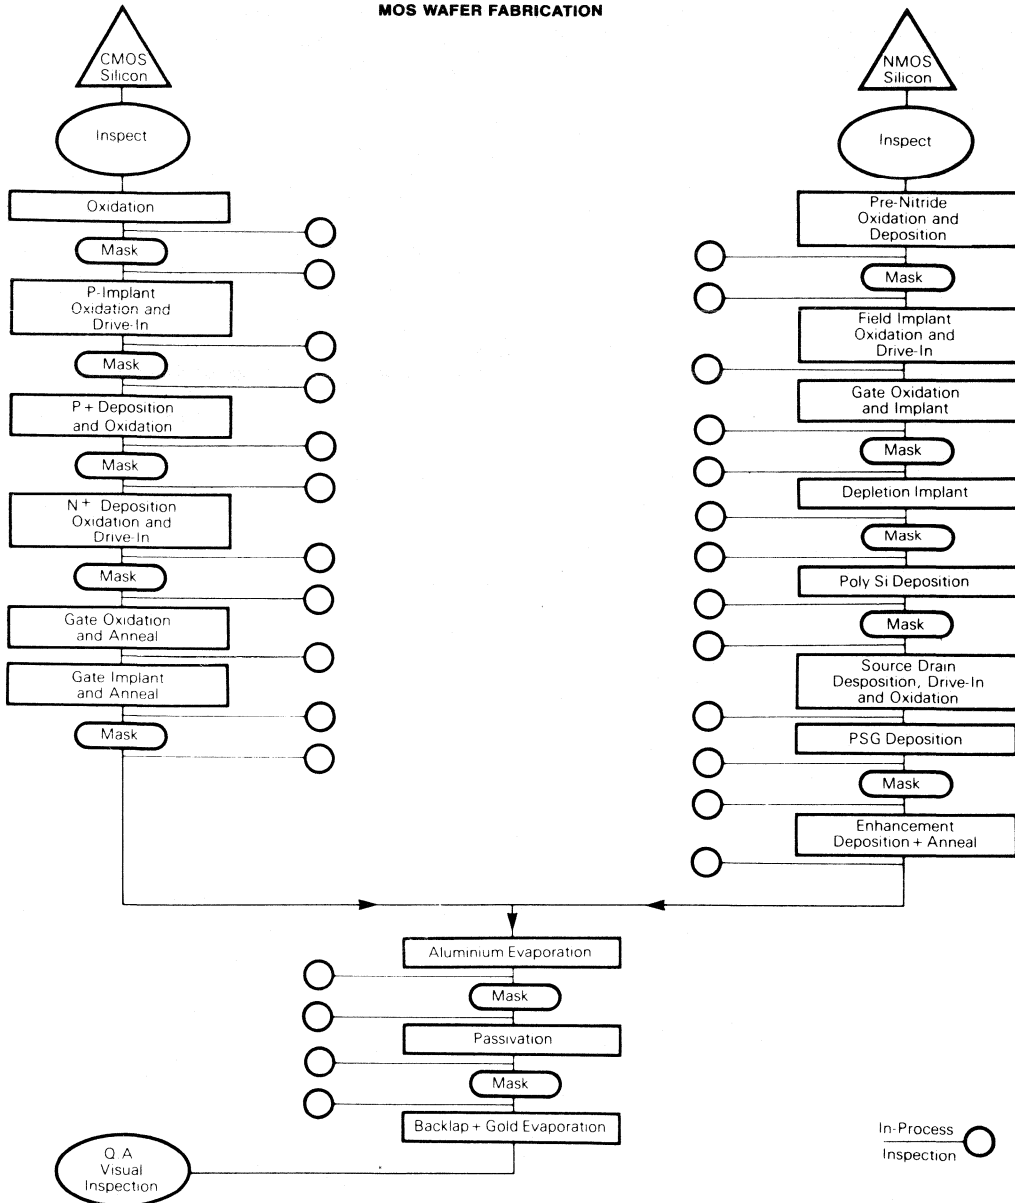 MOS WAFER FABRICATION
CMOS
Silicon
Inspect
Oxidation
Mask
P-Implant
Oxidation and
Drive-In
Mask
P + Deposition
and Oxidation
Mask
N+ Deposition
Oxidation and
Drive-In
Mask
Gate Oxidation
and Anneal
Gate Implant
and Anneal
Mask
NMOS
Silicon
Inspect
Pre-Nitride
Oxidation and
Deposition
Mask
Field Implant
Oxidation and
Drive-In
Gate Oxidation
and Implant
Mask
Depletion Implant
Mask
Poly Si Deposition
Mask
Source Drain
Desposition, Drive-In
and Oxidation
PSG Deposition
Mask
Enhancement
Deposition + Anneal
Aluminium Evaporation
Mask
Passivation
Mask
Backlap + Gold Evaporation
Q.A
Visual
Inspection
In-Process
Inspection